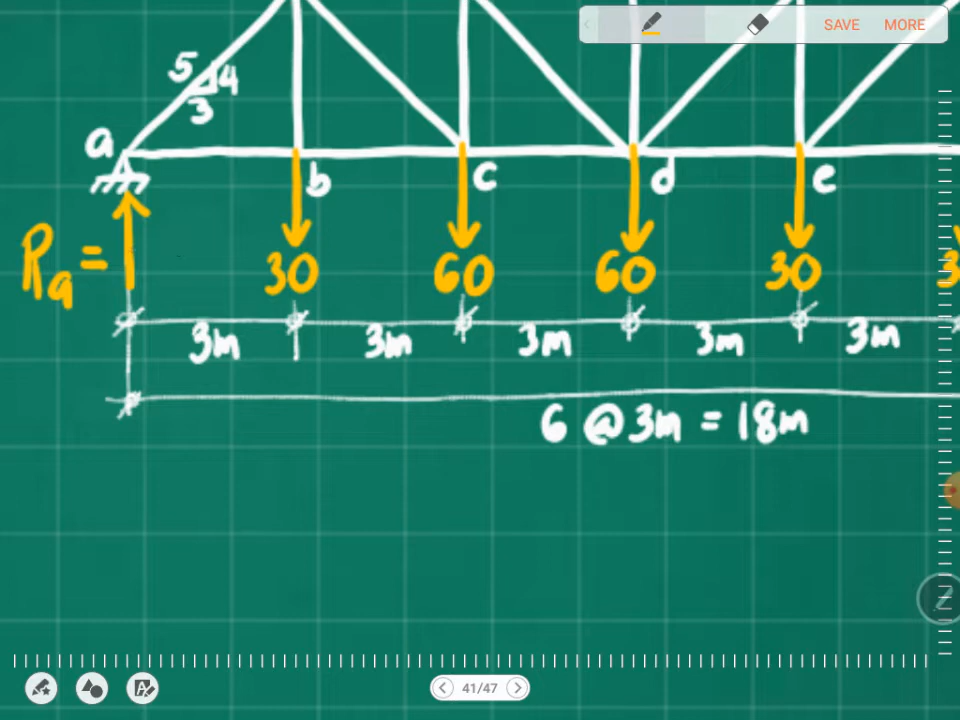 SAVE MORE
5 4
3
a
b c d e
Ra =
30 60 60 30 3
3m 3m 3m 3m 3m
6 @ 3m = 18m
41/47